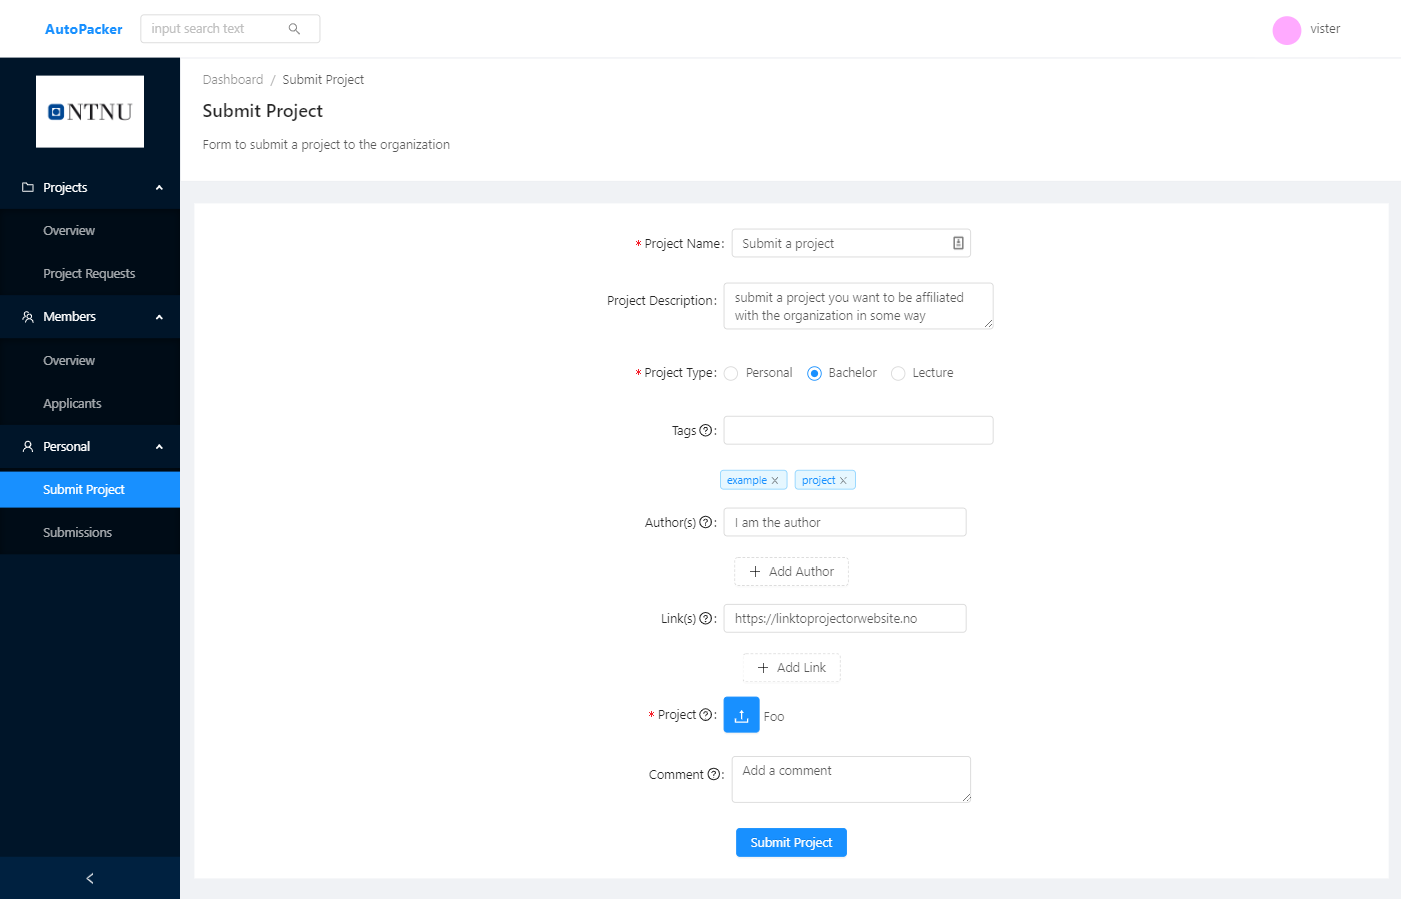 AutoPacker
input search text
vister
NTNU
Projects
Overview
Project Requests
Members
Overview
Applicants
Personal
Submit Project
Submissions
Dashboard / Submit Project
Submit Project
Form to submit a project to the organization
* Project Name: Submit a project
Project Description: submit a project you want to be affiliated
with the organization in some way
* Project Type: Personal Bachelor Lecture
Tags ? :
example × project ×
Author(s) ? : I am the author
+ Add Author
Link(s) ? : https://linktoprojectorwebsite.no
+ Add Link
* Project ? : Foo
Comment ? : Add a comment
Submit Project